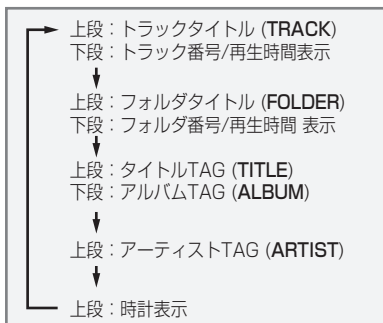 上段：トラックタイトル (TRACK)
下段：トラック番号/再生時間表示
上段：フォルダタイトル (FOLDER)
下段：フォルダ番号/再生時間 表示
上段：タイトルTAG (TITLE)
下段：アルバムTAG (ALBUM)
上段：アーティストTAG (ARTIST)
上段：時計表示